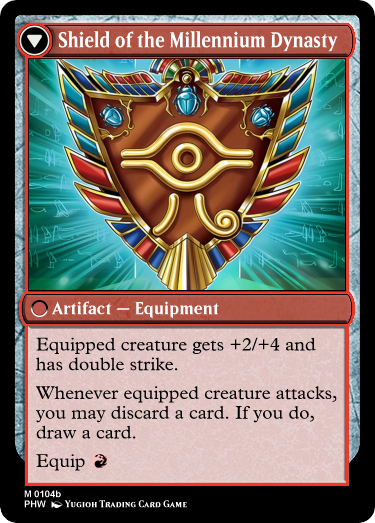 Shield of the Millennium Dynasty
Artifact — Equipment
Equipped creature gets +2/+4 and
has double strike.
Whenever equipped creature attacks,
you may discard a card. If you do,
draw a card.
Equip
M 0104b
PHW Yugioh Trading Card Game